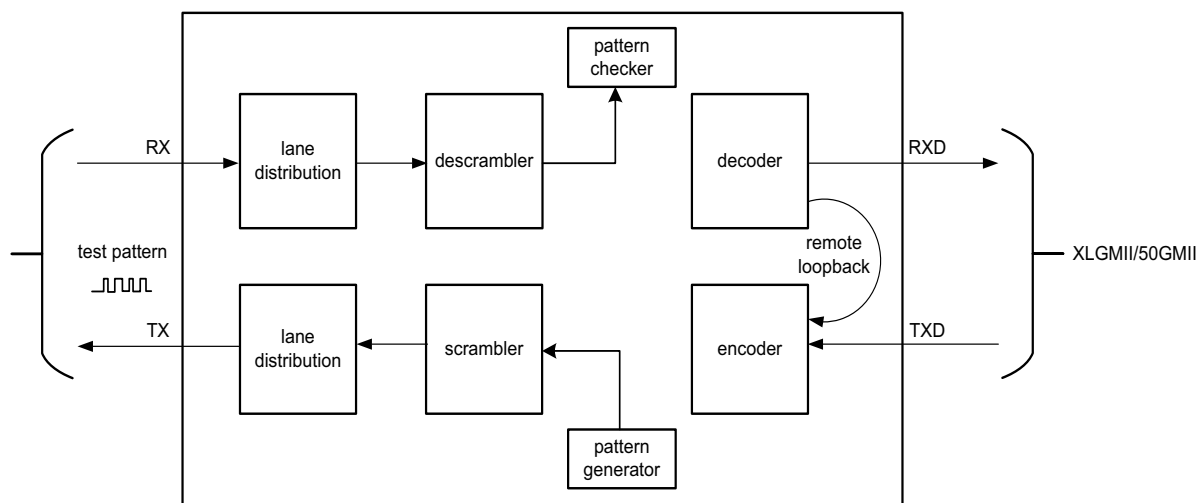 pattern
checker
RX
lane
distribution
descrambler
decoder
RXD
test pattern
remote
loopback
XLGMII/50GMII
TX
lane
distribution
scrambler
encoder
TXD
pattern
generator